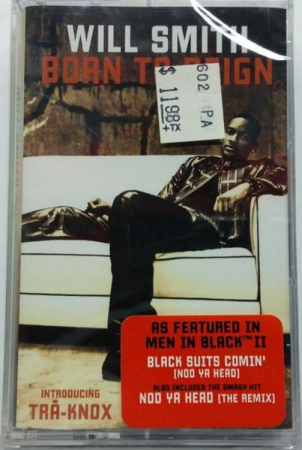 WILL SMITH
BORN TO REIGN
602 PA
$ 11.98+
AS FEATURED IN
MEN IN BLACK™ II
BLACK SUITS COMIN'
(NOD YA HEAD)
ALSO INCLUDES THE SMASH HIT
NOD YA HEAD (THE REMIX)
INTRODUCING
TRĀ-KNOX